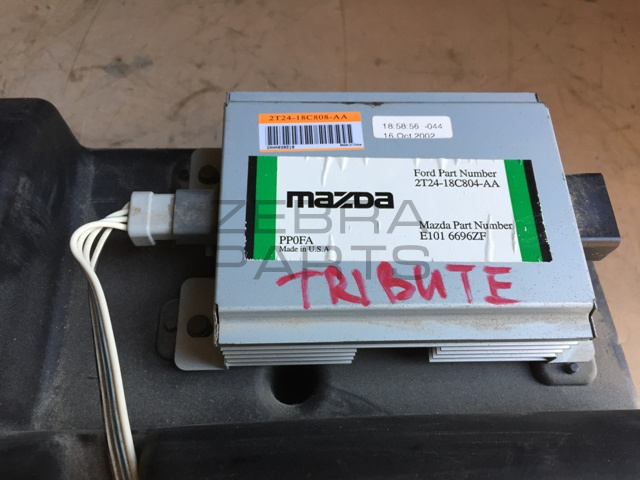 2T24-18C808-AA
18:58:56 -044
16 Oct 2002
Ford Part Number
2T24-18C804-AA
mazda
Mazda Part Number
E101 6696ZF
PP0FA
Made in U.S.A
ZEBRA
PARTS
TRIBUTE